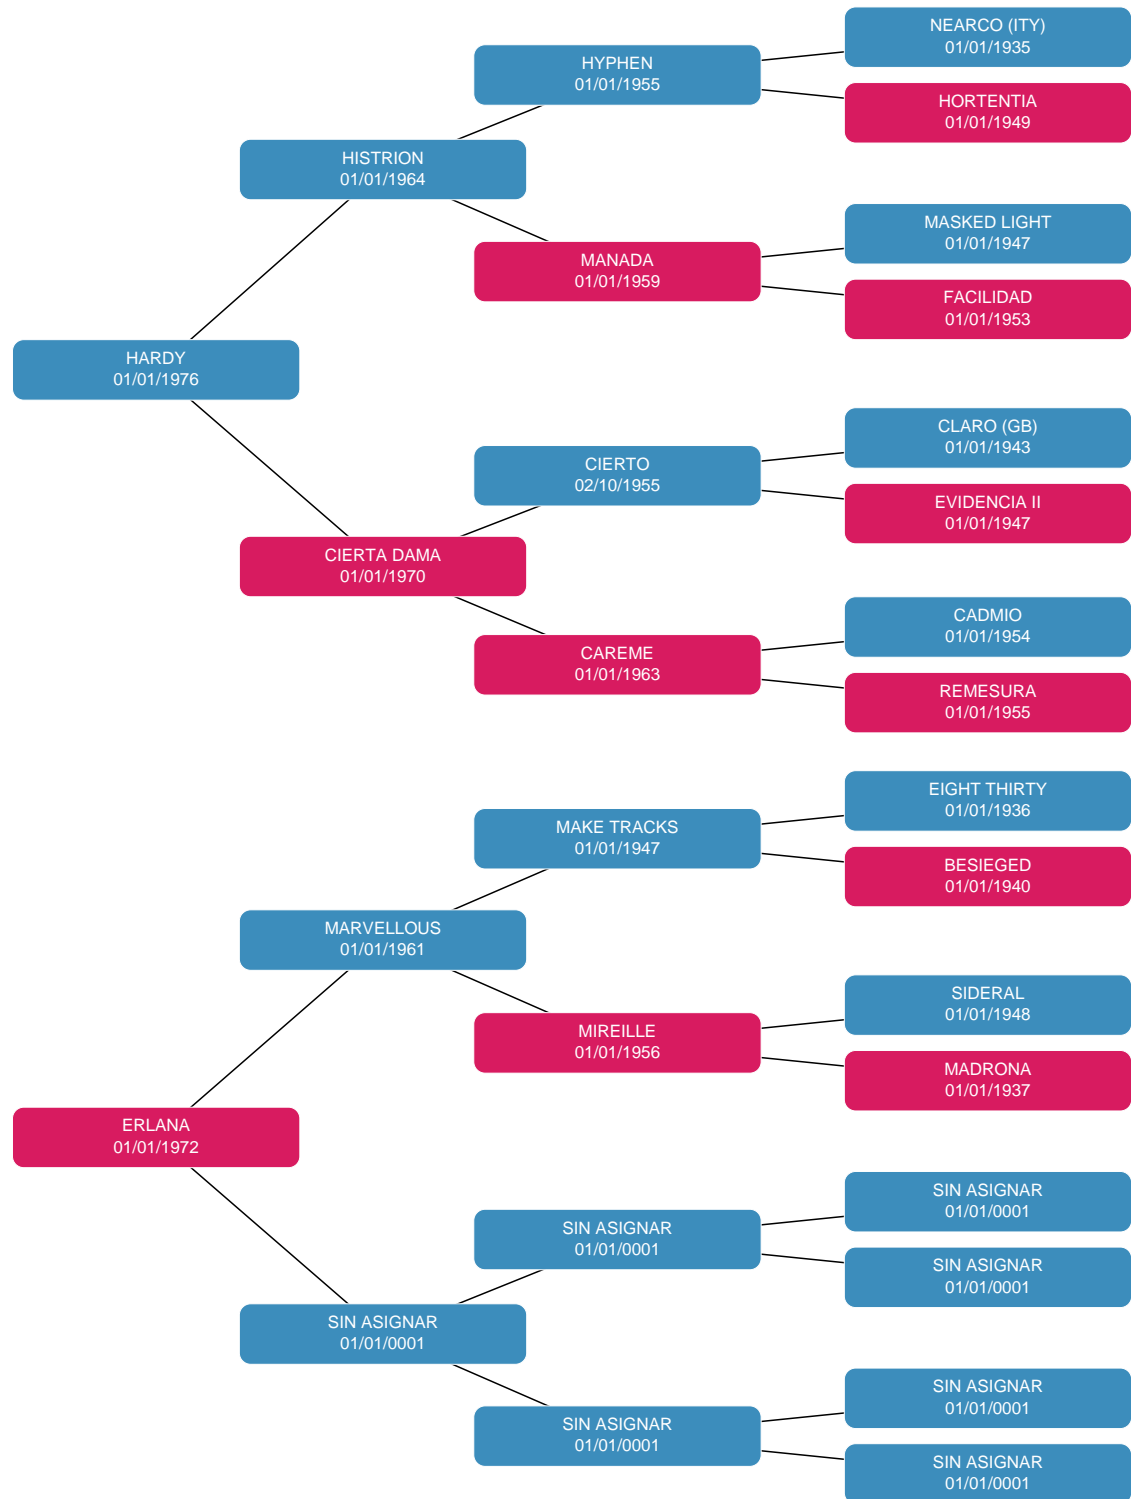 NEARCO (ITY)
01/01/1935
HYPHEN
01/01/1955
HORTENTIA
01/01/1949
HISTRION
01/01/1964
MASKED LIGHT
01/01/1947
MANADA
01/01/1959
FACILIDAD
01/01/1953
HARDY
01/01/1976
CLARO (GB)
01/01/1943
CIERTO
02/10/1955
EVIDENCIA II
01/01/1947
CIERTA DAMA
01/01/1970
CADMIO
01/01/1954
CAREME
01/01/1963
REMESURA
01/01/1955
EIGHT THIRTY
01/01/1936
MAKE TRACKS
01/01/1947
BESIEGED
01/01/1940
MARVELLOUS
01/01/1961
SIDERAL
01/01/1948
MIREILLE
01/01/1956
MADRONA
01/01/1937
ERLANA
01/01/1972
SIN ASIGNAR
01/01/0001
SIN ASIGNAR
01/01/0001
SIN ASIGNAR
01/01/0001
SIN ASIGNAR
01/01/0001
SIN ASIGNAR
01/01/0001
SIN ASIGNAR
01/01/0001
SIN ASIGNAR
01/01/0001